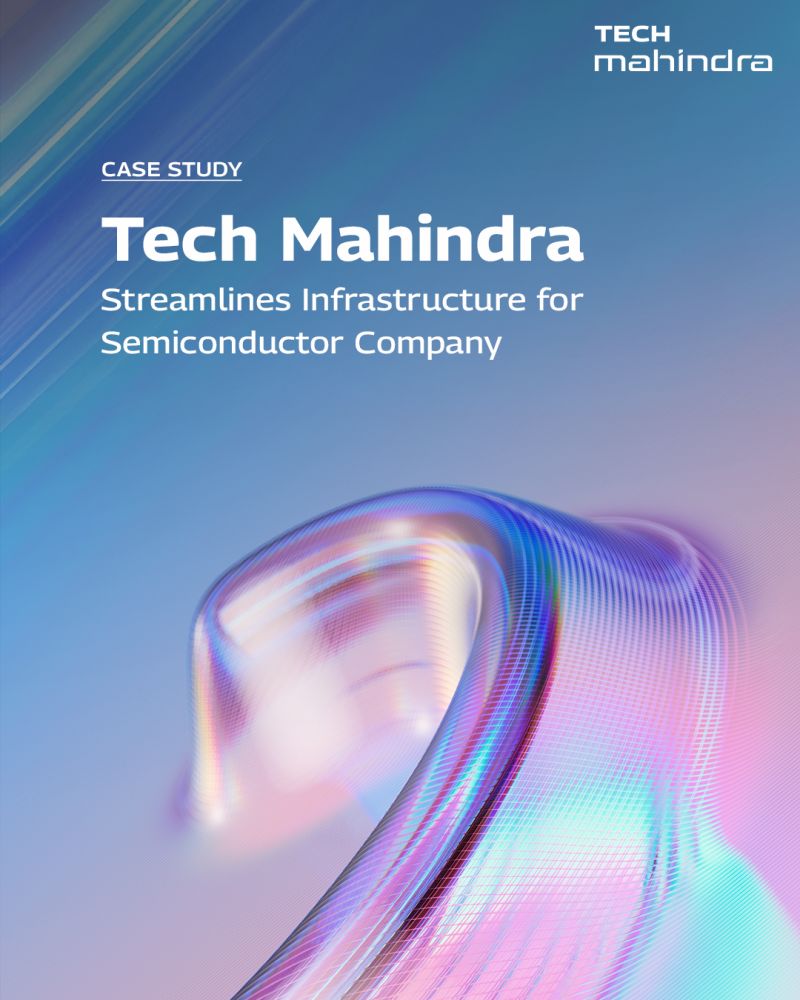 TECH
mahindra
CASE STUDY
Tech Mahindra
Streamlines Infrastructure for
Semiconductor Company